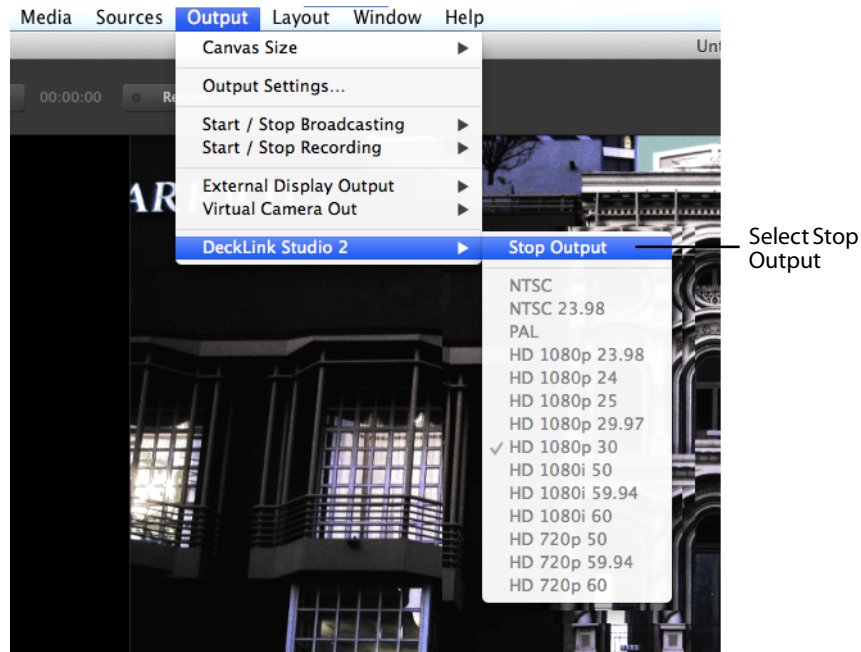 Media Sources Output Layout Window Help
Canvas Size
Unt
Output Settings...
00:00:00
Re
Start / Stop Broadcasting
Start / Stop Recording
External Display Output
AR
Virtual Camera Out
DeckLink Studio 2
Stop Output
Select Stop
Output
NTSC
NTSC 23.98
PAL
HD 1080p 23.98
HD 1080p 24
HD 1080p 25
HD 1080p 29.97
HD 1080p 30
HD 1080i 50
HD 1080i 59.94
HD 1080i 60
HD 720p 50
HD 720p 59.94
HD 720p 60